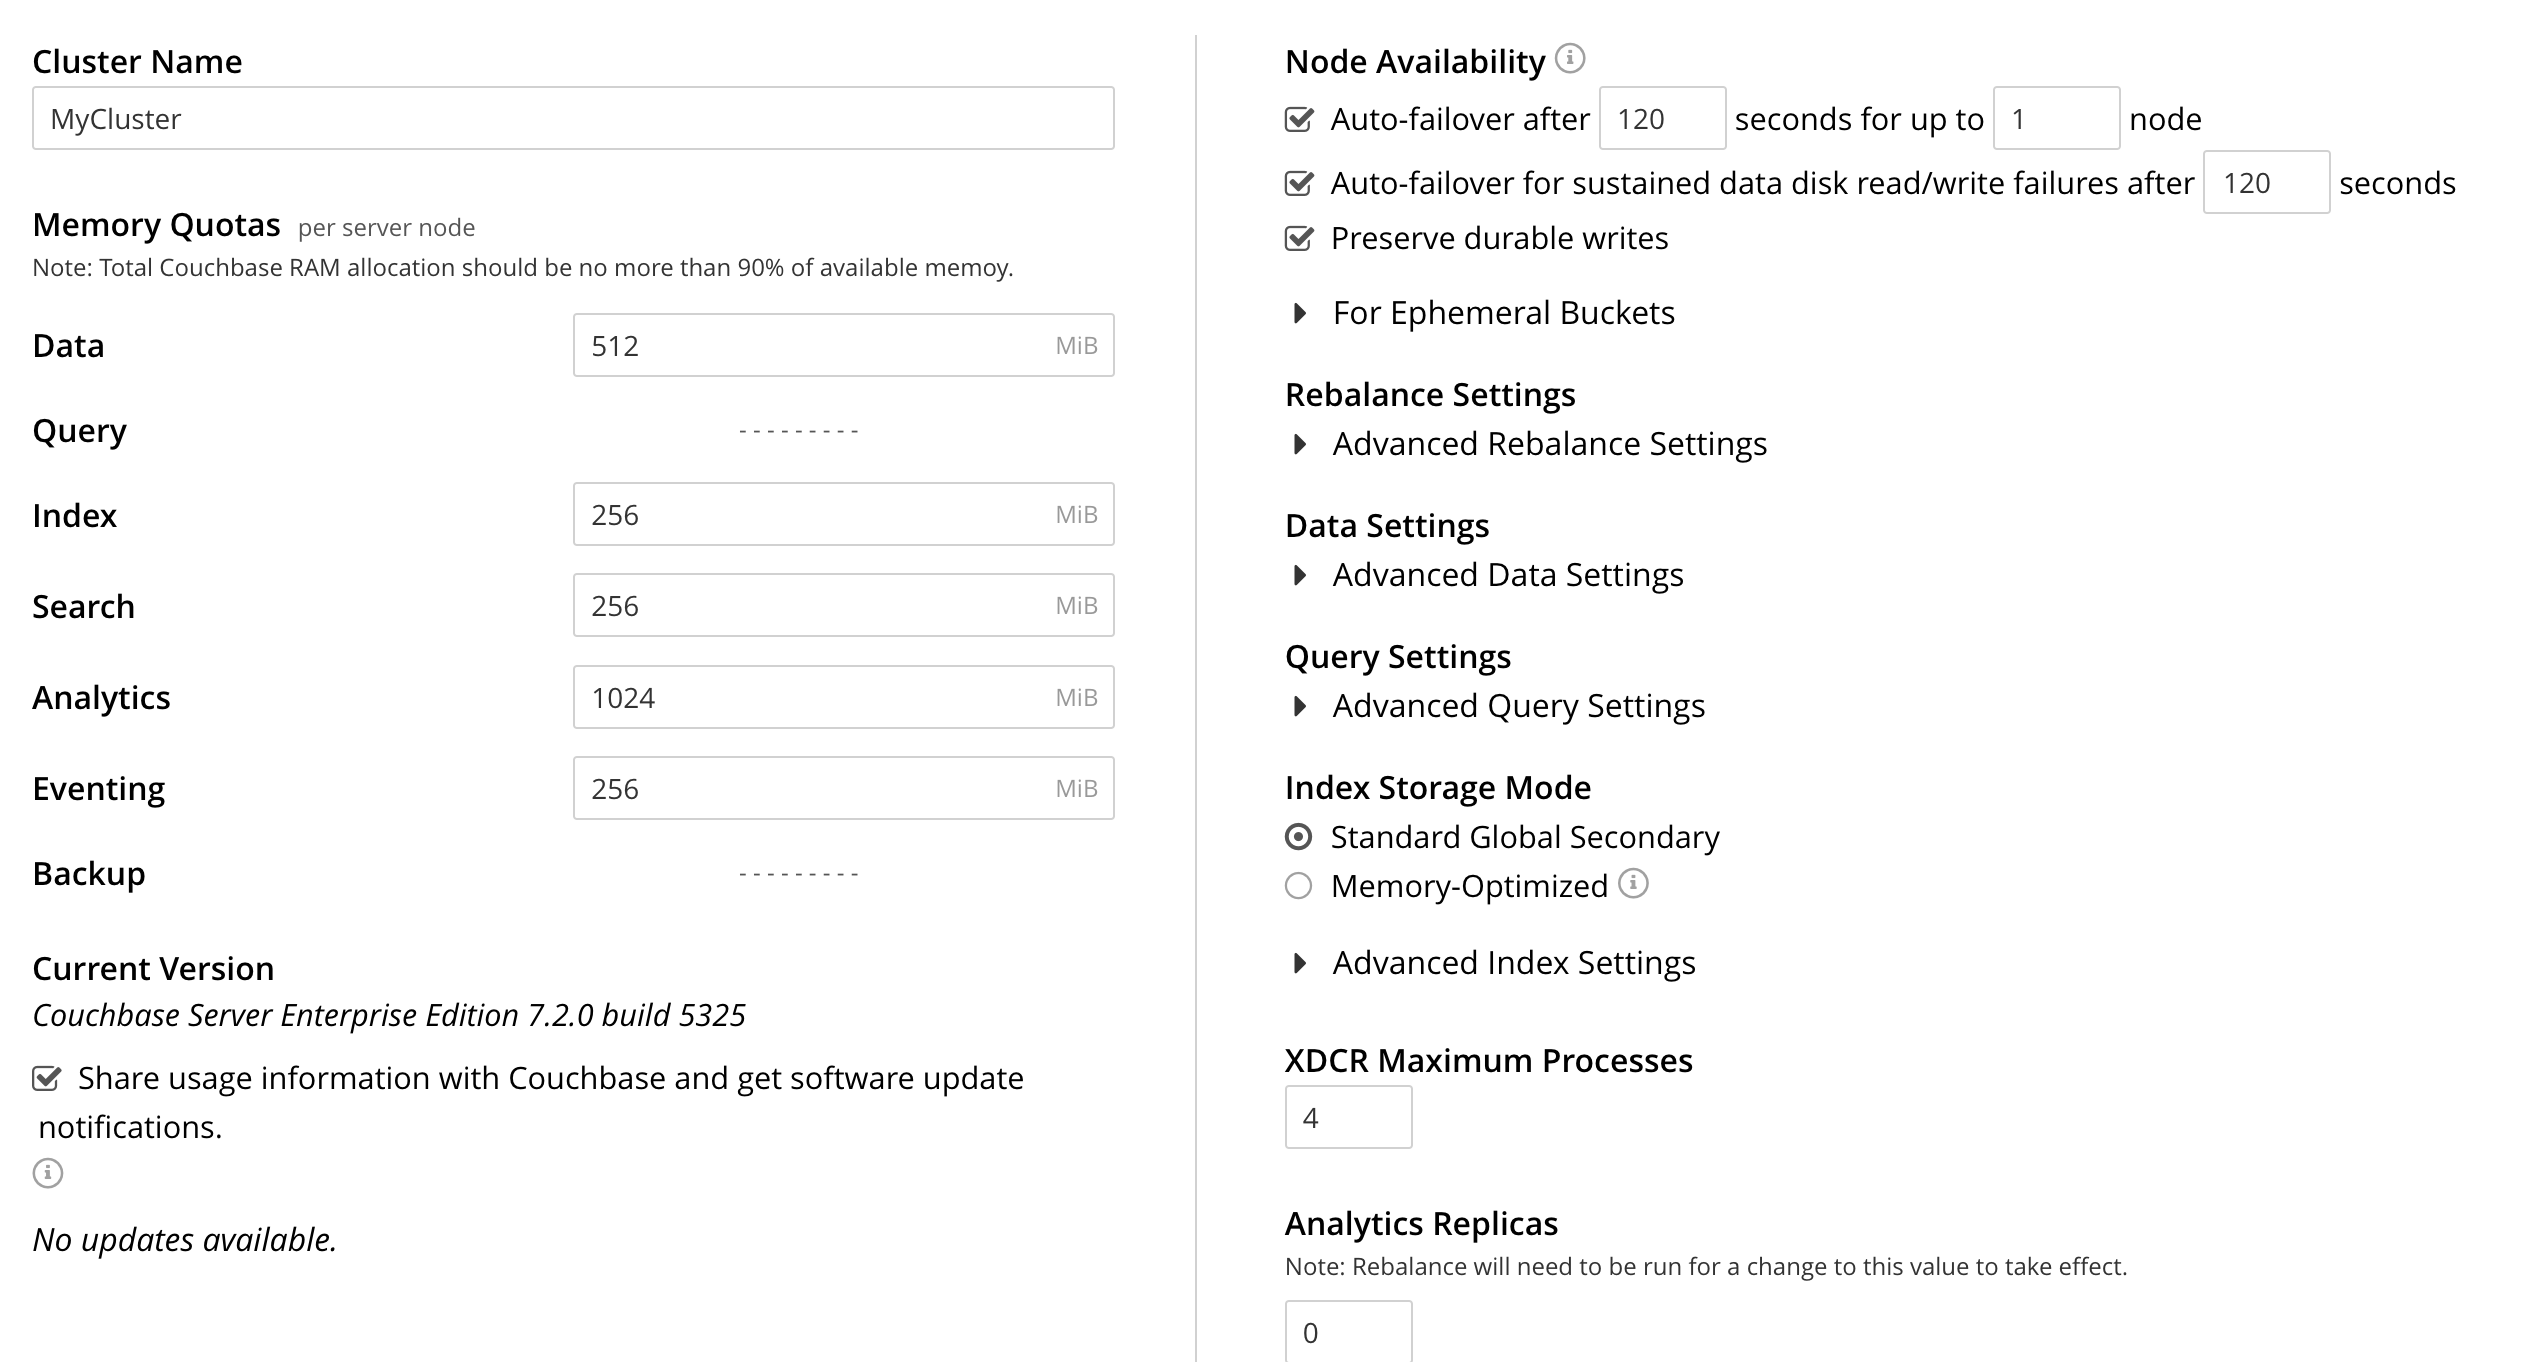 Cluster Name
MyCluster
Memory Quotas per server node
Note: Total Couchbase RAM allocation should be no more than 90% of available memoy.
Data 512 MiB
Query ---------
Index 256 MiB
Search 256 MiB
Analytics 1024 MiB
Eventing 256 MiB
Backup ---------
Current Version
Couchbase Server Enterprise Edition 7.2.0 build 5325
Share usage information with Couchbase and get software update
notifications.
No updates available.
Node Availability
Auto-failover after 120 seconds for up to 1 node
Auto-failover for sustained data disk read/write failures after 120 seconds
Preserve durable writes
For Ephemeral Buckets
Rebalance Settings
Advanced Rebalance Settings
Data Settings
Advanced Data Settings
Query Settings
Advanced Query Settings
Index Storage Mode
Standard Global Secondary
Memory-Optimized
Advanced Index Settings
XDCR Maximum Processes
4
Analytics Replicas
Note: Rebalance will need to be run for a change to this value to take effect.
0